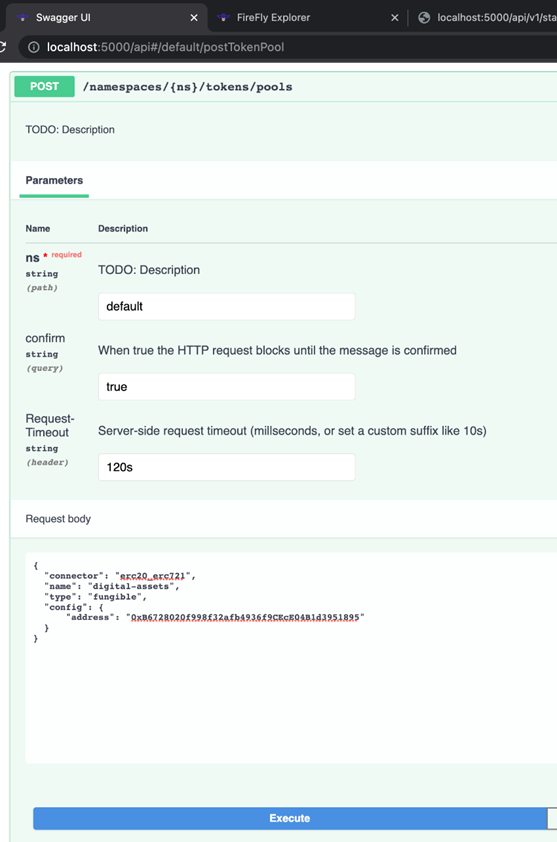 Swagger UI
FireFly Explorer
localhost:5000/api/v1/sta
localhost:5000/api#/default/postTokenPool
POST /namespaces/{ns}/tokens/pools
TODO: Description
Parameters
Name Description
ns * required
string
(path)
TODO: Description
default
confirm
string
(query)
When true the HTTP request blocks until the message is confirmed
true
Request-
Timeout
string
(header)
Server-side request timeout (millseconds, or set a custom suffix like 10s)
120s
Request body
{
"connector": "erc20_erc721",
"name": "digital-assets",
"type": "fungible",
"config": {
"address": "0xB6728020f998f32afb4936f9CEcE04B1d3951895"
}
}
Execute